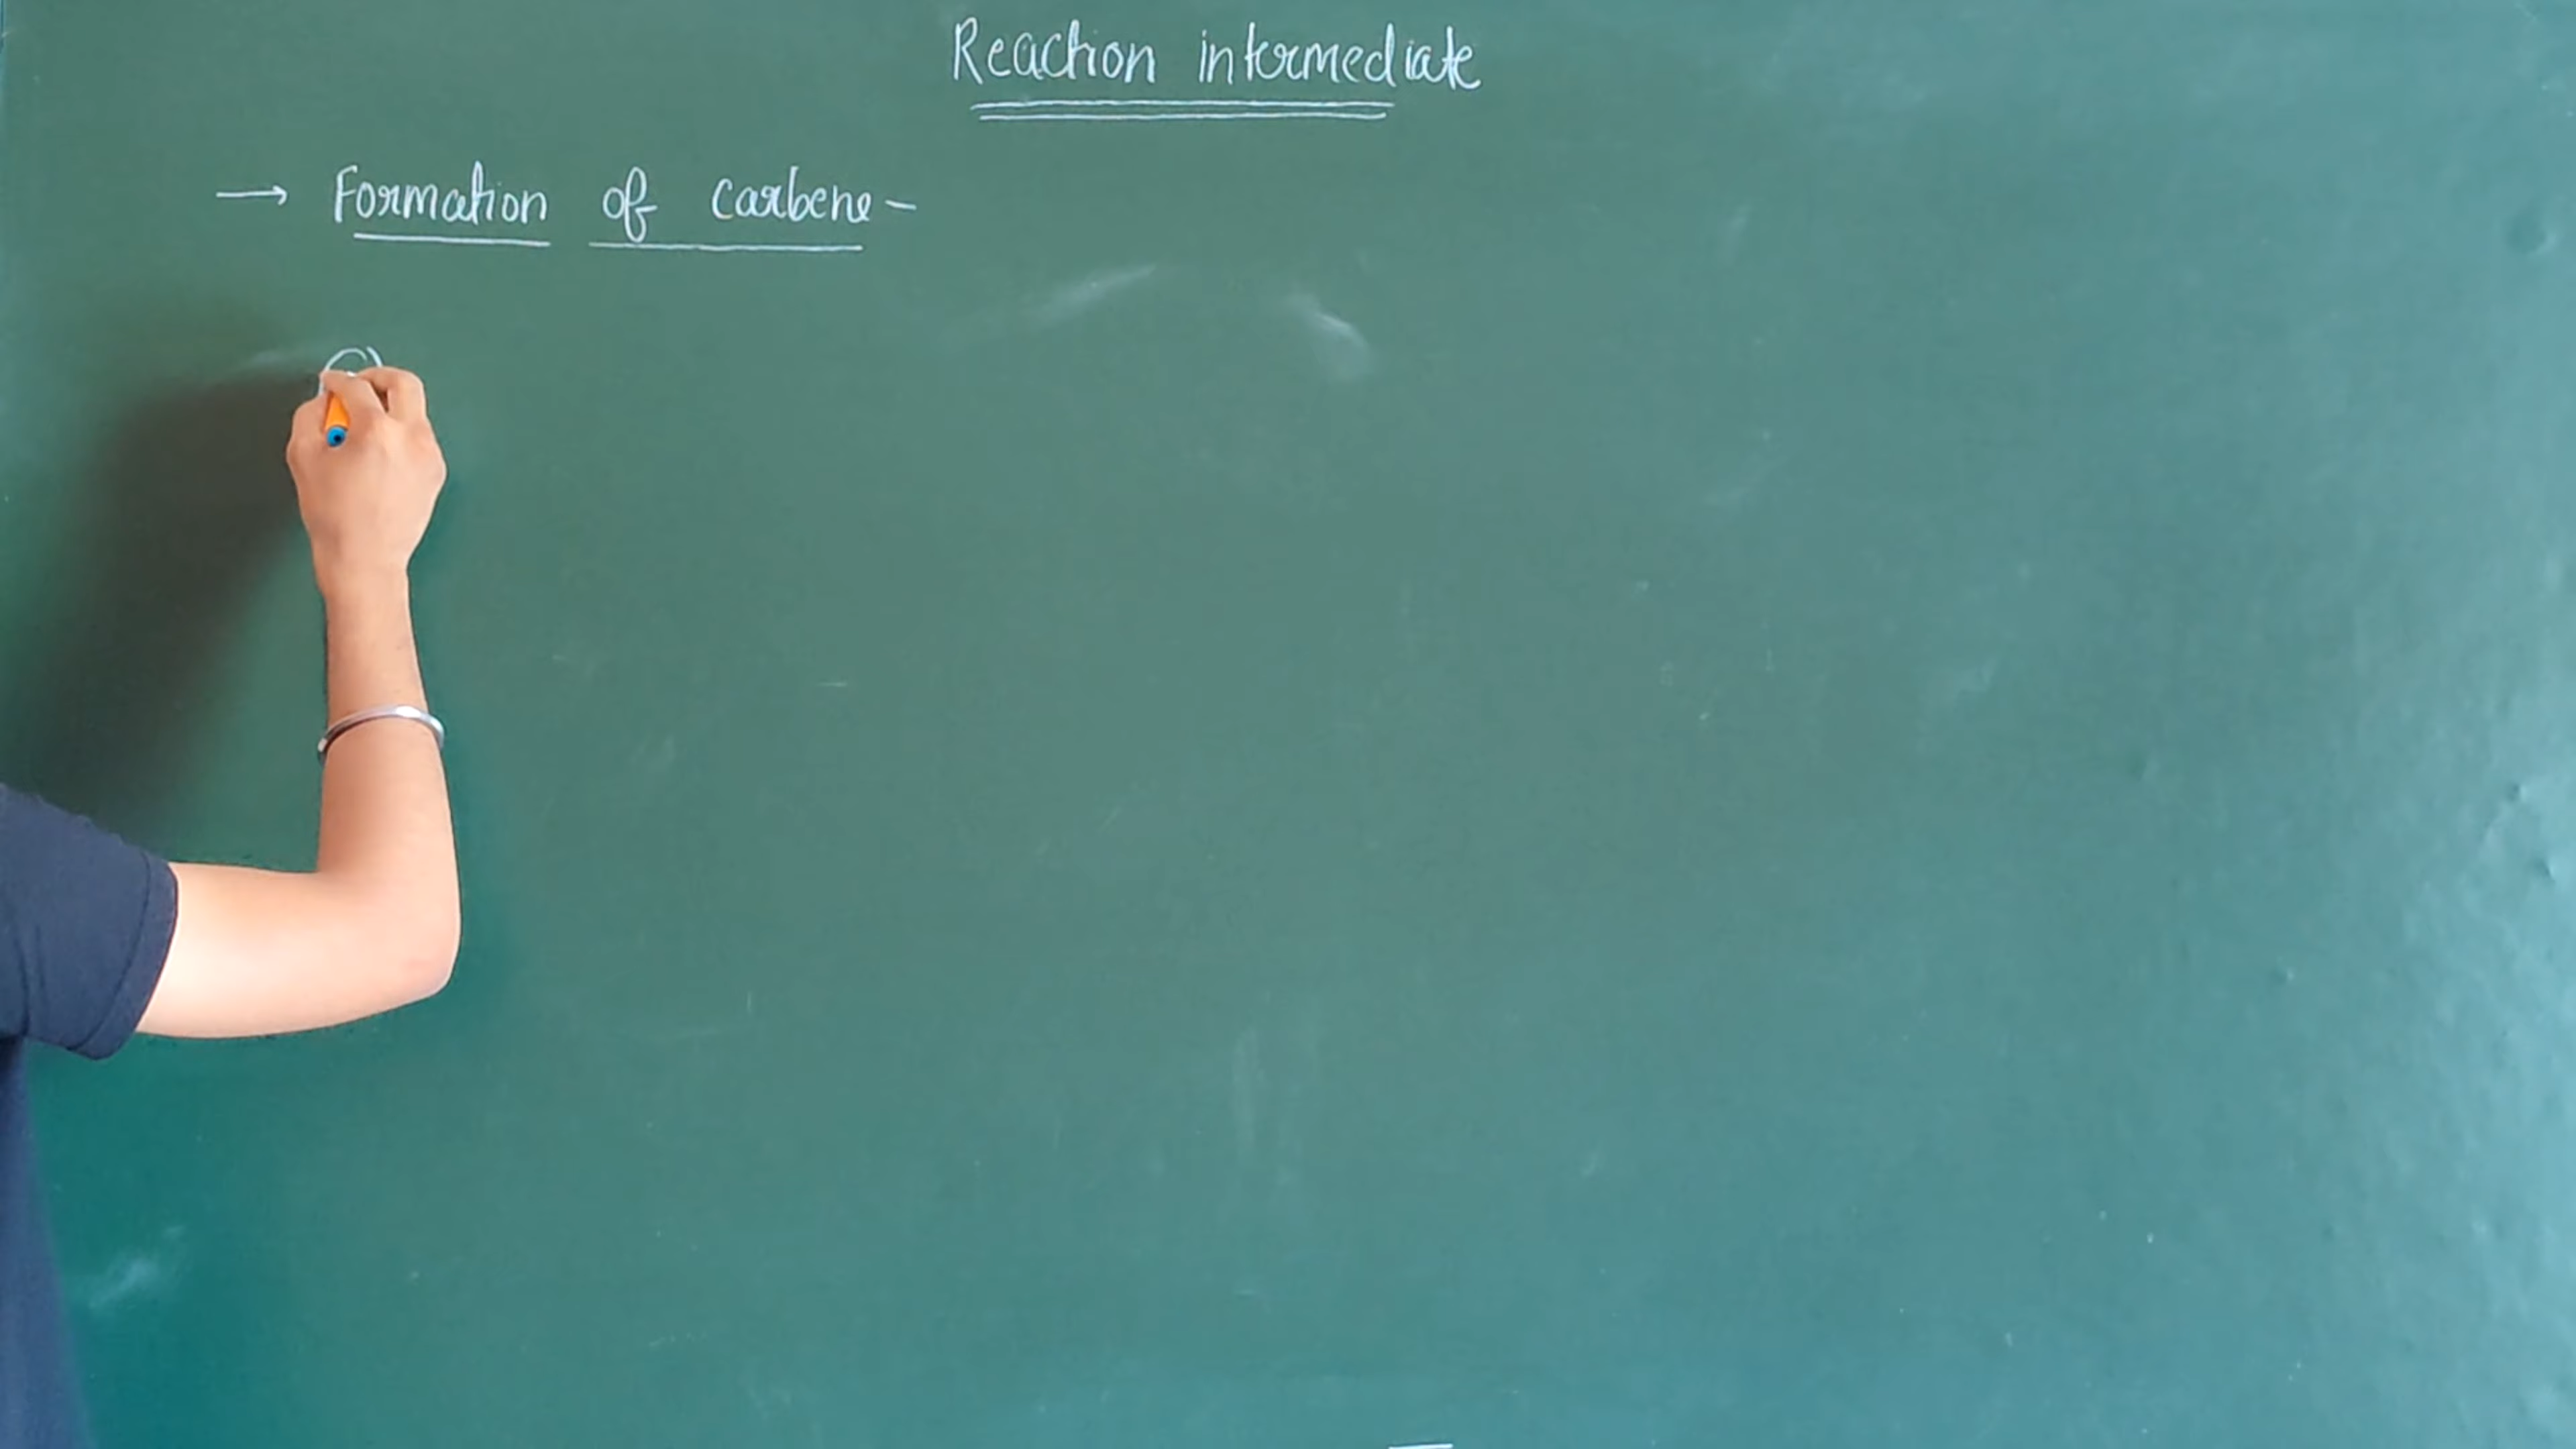 Reaction intermediate
→ Formation of carbene –